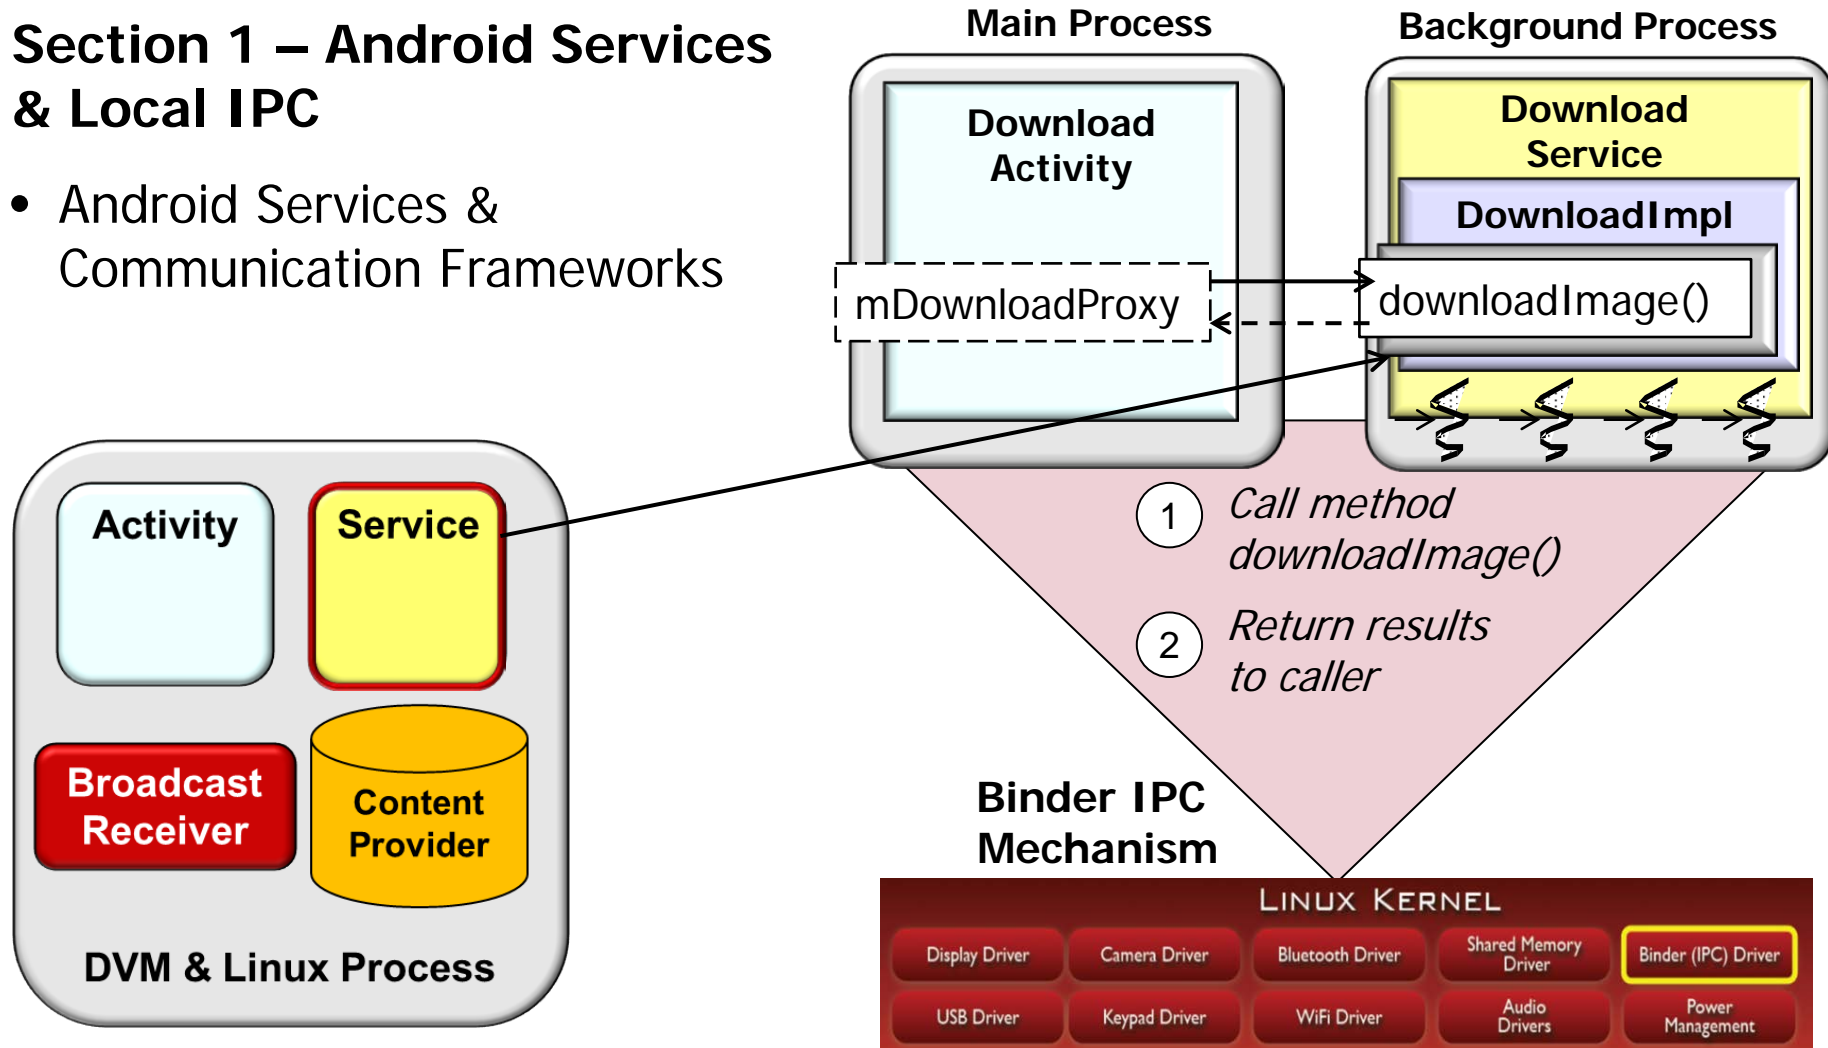 Section 1 – Android Services
& Local IPC
• Android Services &
Communication Frameworks
Main Process
Background Process
Download
Activity
Download
Service
DownloadImpl
mDownloadProxy
downloadImage()
1
Call method
downloadImage()
2
Return results
to caller
Activity
Service
Broadcast
Receiver
Content
Provider
DVM & Linux Process
Binder IPC
Mechanism
LINUX KERNEL
Display Driver
Camera Driver
Bluetooth Driver
Shared Memory
Driver
Binder (IPC) Driver
USB Driver
Keypad Driver
WiFi Driver
Audio
Drivers
Power
Management